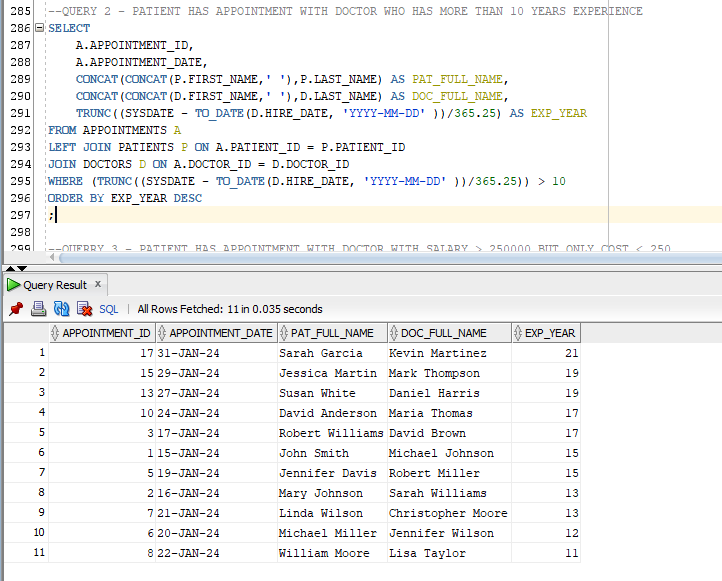 285 --QUERY 2 - PATIENT HAS APPOINTMENT WITH DOCTOR WHO HAS MORE THAN 10 YEARS EXPERIENCE
286 SELECT
287 A.APPOINTMENT_ID,
288 A.APPOINTMENT_DATE,
289 CONCAT(CONCAT(P.FIRST_NAME,' '),P.LAST_NAME) AS PAT_FULL_NAME,
290 CONCAT(CONCAT(D.FIRST_NAME,' '),D.LAST_NAME) AS DOC_FULL_NAME,
291 TRUNC((SYSDATE - TO_DATE(D.HIRE_DATE, 'YYYY-MM-DD' ))/365.25) AS EXP_YEAR
292 FROM APPOINTMENTS A
293 LEFT JOIN PATIENTS P ON A.PATIENT_ID = P.PATIENT_ID
294 JOIN DOCTORS D ON A.DOCTOR_ID = D.DOCTOR_ID
295 WHERE (TRUNC((SYSDATE - TO_DATE(D.HIRE_DATE, 'YYYY-MM-DD' ))/365.25)) > 10
296 ORDER BY EXP_YEAR DESC
297 ;
298
299 --QUERRY 3 - PATIENT HAS APPOINTMENT WITH DOCTOR WITH SALARY > 250000 BUT ONLY COST < 250
Query Result x
SQL | All Rows Fetched: 11 in 0.035 seconds
APPOINTMENT_ID APPOINTMENT_DATE PAT_FULL_NAME DOC_FULL_NAME EXP_YEAR
1 17 31-JAN-24 Sarah Garcia Kevin Martinez 21
2 15 29-JAN-24 Jessica Martin Mark Thompson 19
3 13 27-JAN-24 Susan White Daniel Harris 19
4 10 24-JAN-24 David Anderson Maria Thomas 17
5 3 17-JAN-24 Robert Williams David Brown 17
6 1 15-JAN-24 John Smith Michael Johnson 15
7 5 19-JAN-24 Jennifer Davis Robert Miller 15
8 2 16-JAN-24 Mary Johnson Sarah Williams 13
9 7 21-JAN-24 Linda Wilson Christopher Moore 13
10 6 20-JAN-24 Michael Miller Jennifer Wilson 12
11 8 22-JAN-24 William Moore Lisa Taylor 11